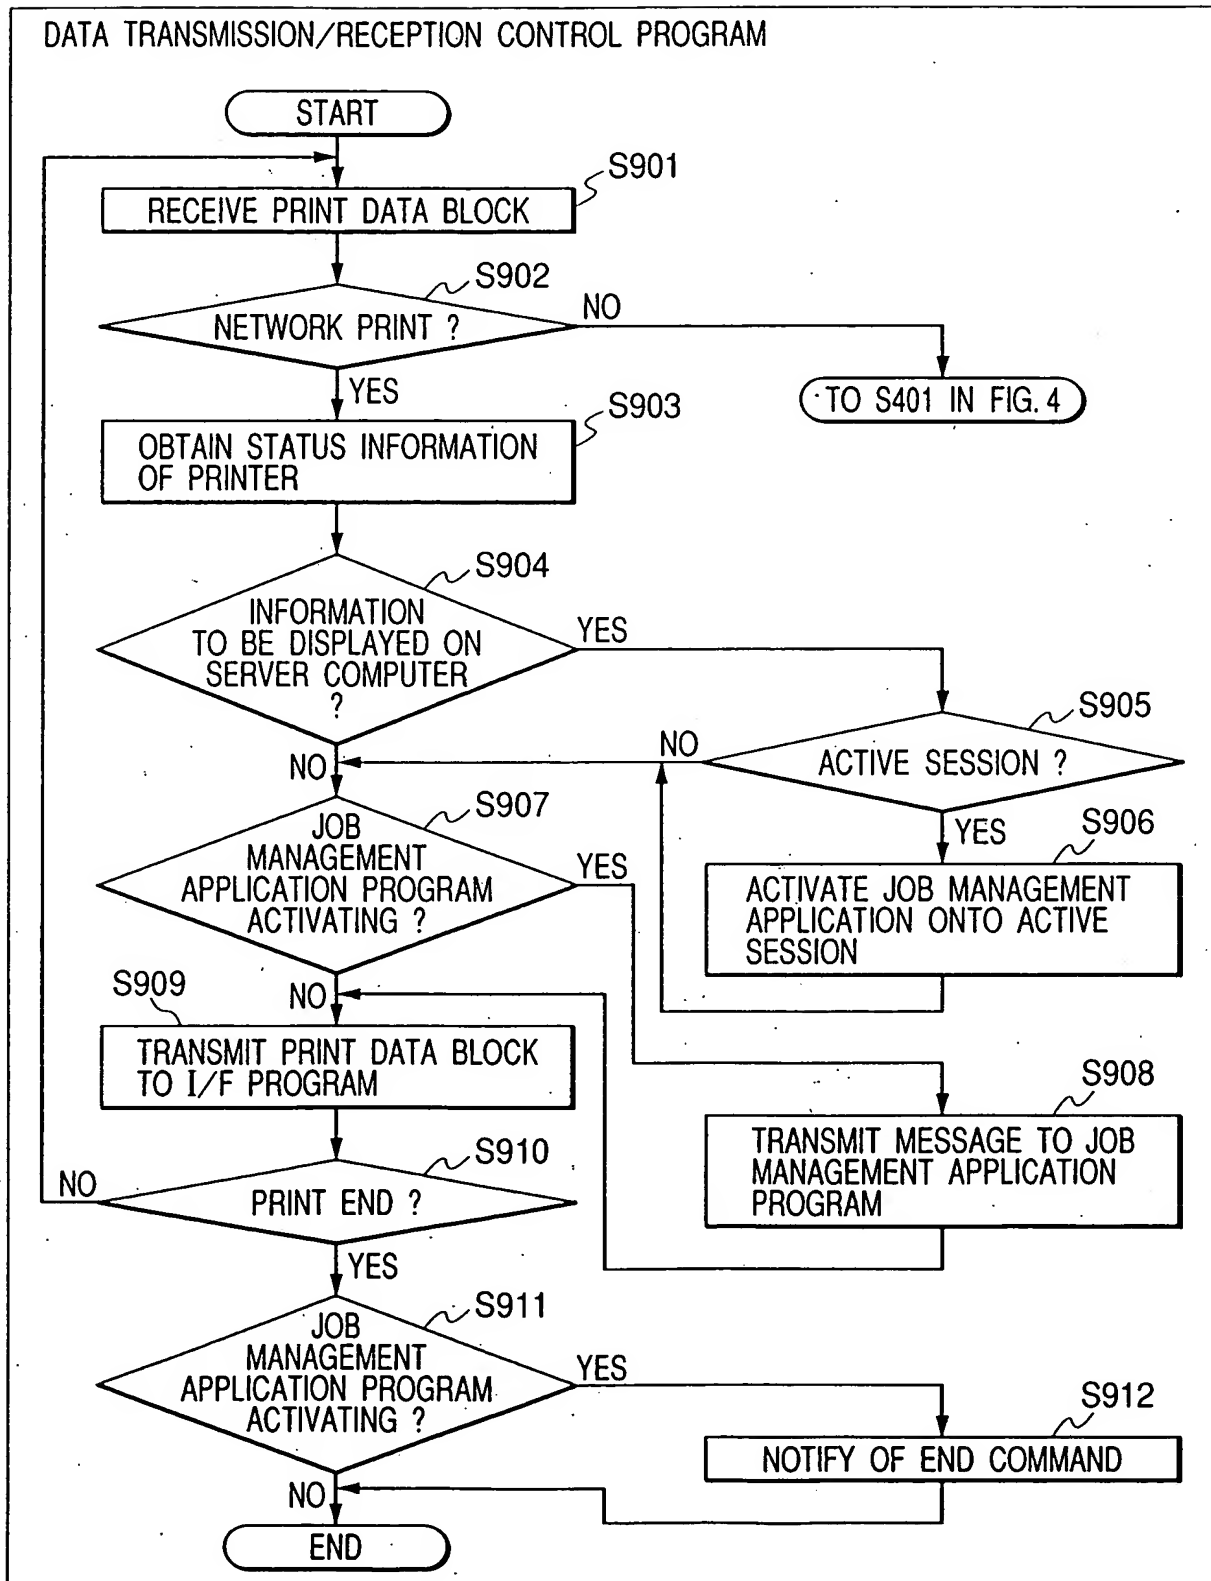 DATA TRANSMISSION/RECEPTION CONTROL PROGRAM
START
S901
RECEIVE PRINT DATA BLOCK
S902
NETWORK PRINT ?
NO
YES
TO S401 IN FIG. 4
S903
OBTAIN STATUS INFORMATION
OF PRINTER
S904
INFORMATION
TO BE DISPLAYED ON
SERVER COMPUTER
?
YES
NO
S905
ACTIVE SESSION ?
NO
YES
S906
ACTIVATE JOB MANAGEMENT
APPLICATION ONTO ACTIVE
SESSION
S907
JOB
MANAGEMENT
APPLICATION PROGRAM
ACTIVATING ?
YES
NO
S908
TRANSMIT MESSAGE TO JOB
MANAGEMENT APPLICATION
PROGRAM
S909
TRANSMIT PRINT DATA BLOCK
TO I/F PROGRAM
S910
PRINT END ?
NO
YES
S911
JOB
MANAGEMENT
APPLICATION PROGRAM
ACTIVATING ?
YES
NO
S912
NOTIFY OF END COMMAND
END